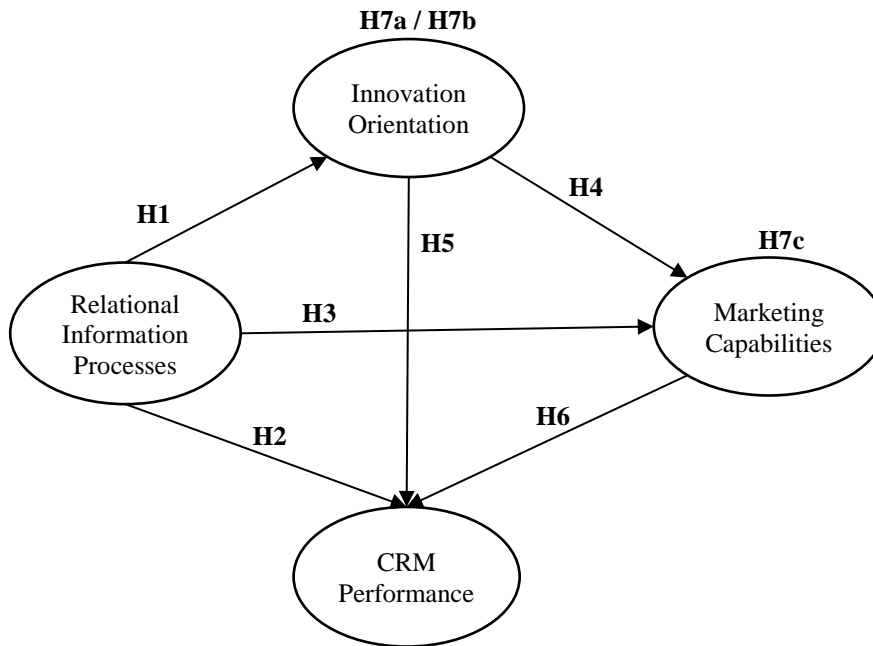 H7a / H7b
Innovation
Orientation
H4
H1
H5
H7c
Relational
Information
Processes
H3
Marketing
Capabilities
H2
H6
CRM
Performance